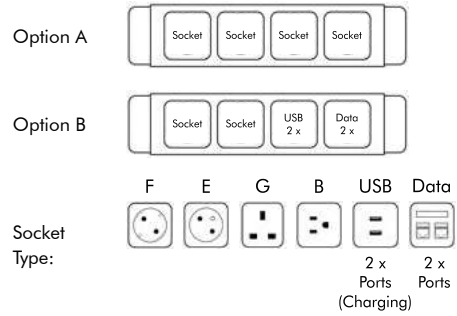 Option A
Socket Socket Socket Socket
Option B
Socket Socket USB 2 x Data 2 x
F E G B USB Data
Socket Type:
2 x Ports (Charging)
2 x Ports